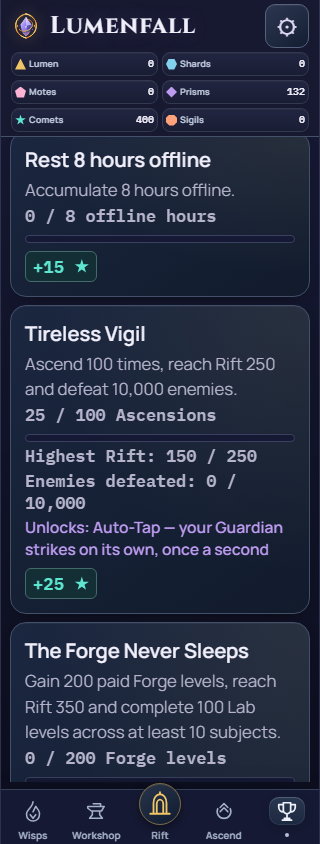 LUMENFALL
Lumen 0
Shards 0
Motes 0
Prisms 132
Comets 400
Sigils 0
Rest 8 hours offline
Accumulate 8 hours offline.
0 / 8 offline hours
+15 ★
Tireless Vigil
Ascend 100 times, reach Rift 250
and defeat 10,000 enemies.
25 / 100 Ascensions
Highest Rift: 150 / 250
Enemies defeated: 0 /
10,000
Unlocks: Auto-Tap — your Guardian
strikes on its own, once a second
+25 ★
The Forge Never Sleeps
Gain 200 paid Forge levels, reach
Rift 350 and complete 100 Lab
levels across at least 10 subjects.
0 / 200 Forge levels
Wisps
Workshop
Rift
Ascend